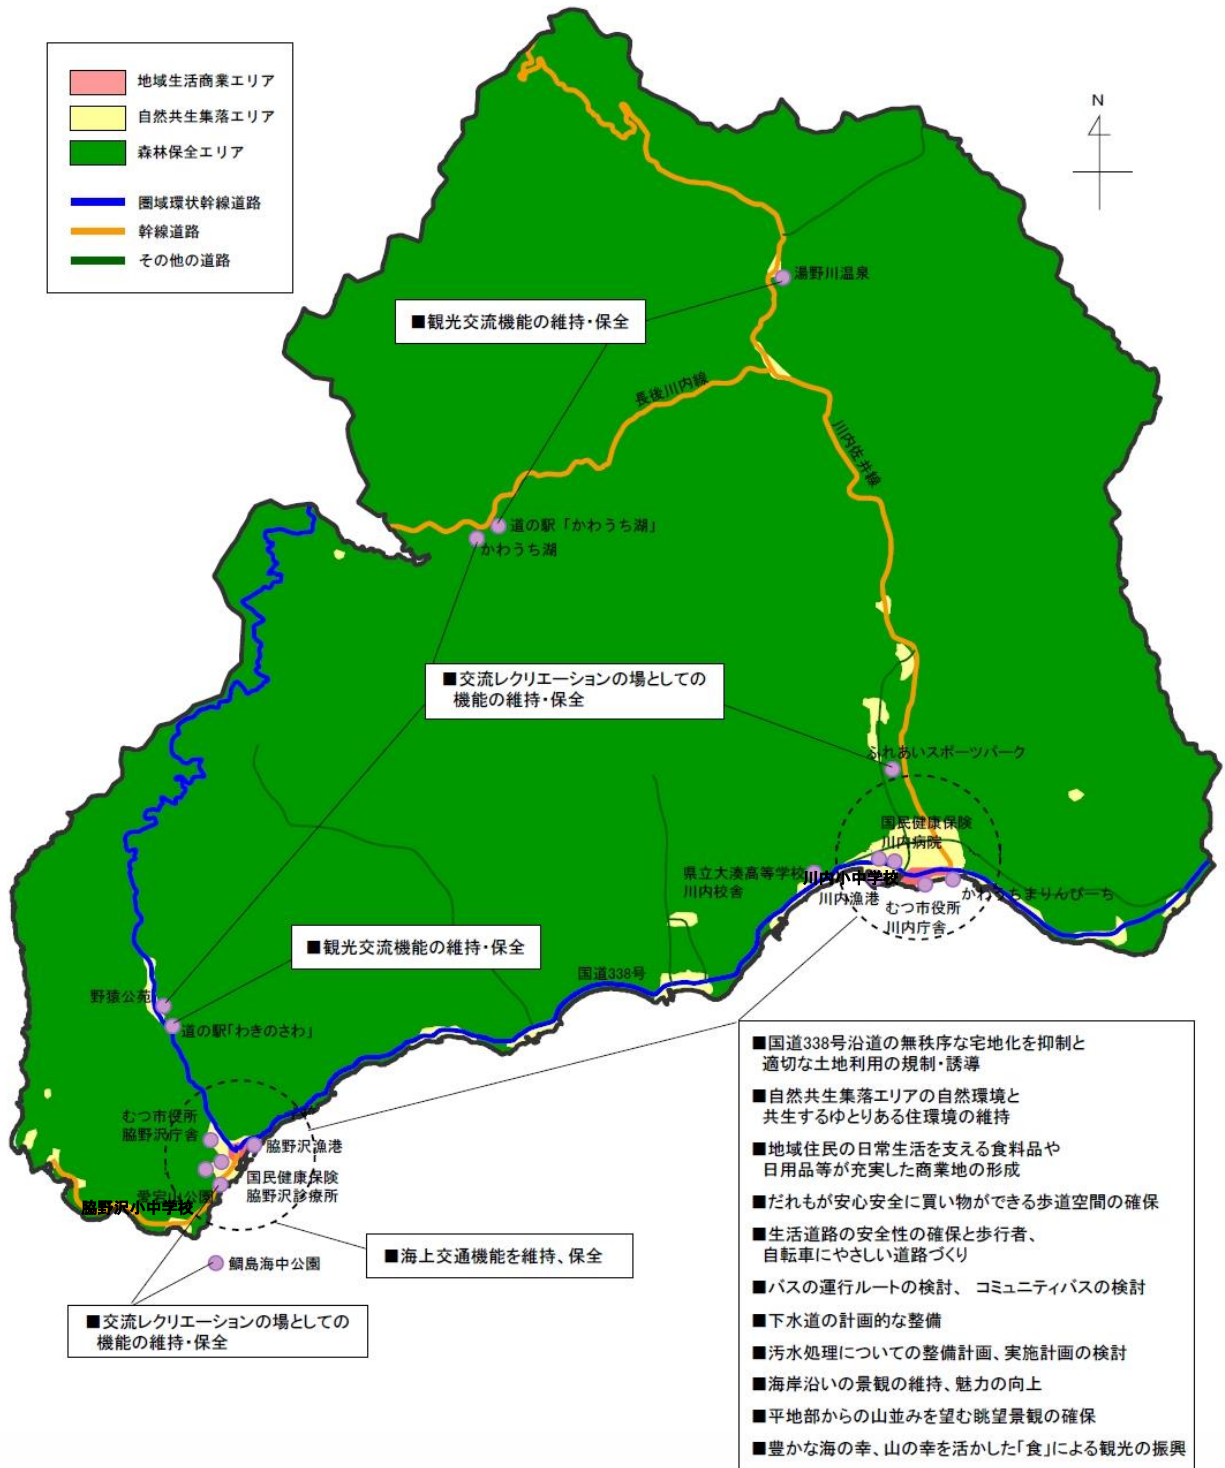 地域生活商業エリア
自然共生集落エリア
森林保全エリア
圏域環状幹線道路
幹線道路
その他の道路
N
湯野川温泉
■観光交流機能の維持・保全
長後川内線
川内佐井線
道の駅「かわうち湖」
かわうち湖
■交流レクリエーションの場としての
機能の維持・保全
ふれあいスポーツパーク
国民健康保険
川内病院
県立大湊高等学校
川内校舎
川内小中学校
川内漁港
かわうちまりんびーち
むつ市役所
川内庁舎
■観光交流機能の維持・保全
国道338号
野猿公苑
道の駅「わきのさわ」
むつ市役所
脇野沢庁舎
脇野沢漁港
国民健康保険
脇野沢診療所
愛宕山公園
脇野沢小中学校
■海上交通機能を維持、保全
鯛島海中公園
■交流レクリエーションの場としての
機能の維持・保全
■国道338号沿道の無秩序な宅地化を抑制と
適切な土地利用の規制・誘導
■自然共生集落エリアの自然環境と
共生するゆとりある住環境の維持
■地域住民の日常生活を支える食料品や
日用品等が充実した商業地の形成
■だれもが安心安全に買い物ができる歩道空間の確保
■生活道路の安全性の確保と歩行者、
自転車にやさしい道路づくり
■バスの運行ルートの検討、コミュニティバスの検討
■下水道の計画的な整備
■汚水処理についての整備計画、実施計画の検討
■海岸沿いの景観の維持、魅力の向上
■平地部からの山並みを望む眺望景観の確保
■豊かな海の幸、山の幸を活かした「食」による観光の振興